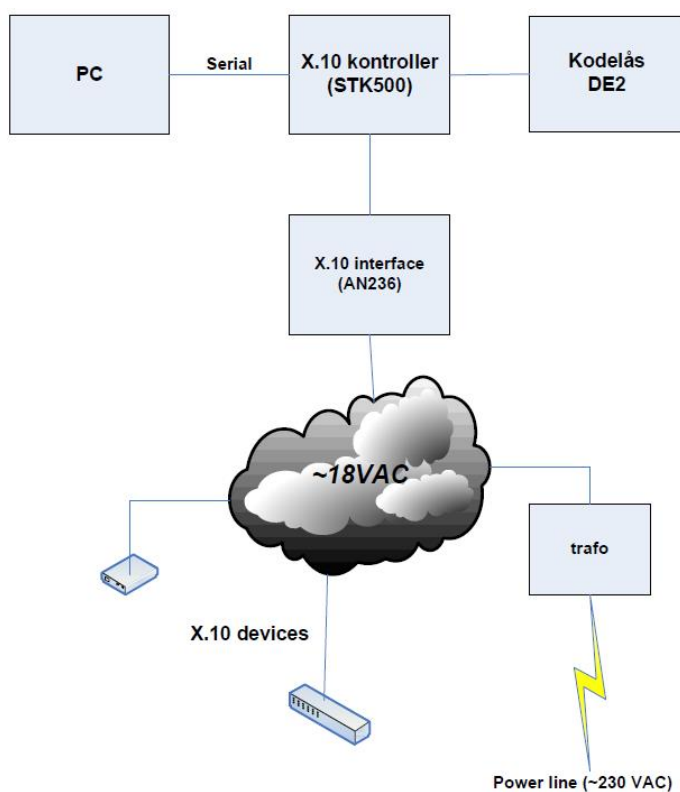 PC
Serial
X.10 kontroller
(STK500)
Kodelås
DE2
X.10 interface
(AN236)
~18VAC
trafo
X.10 devices
Power line (~230 VAC)